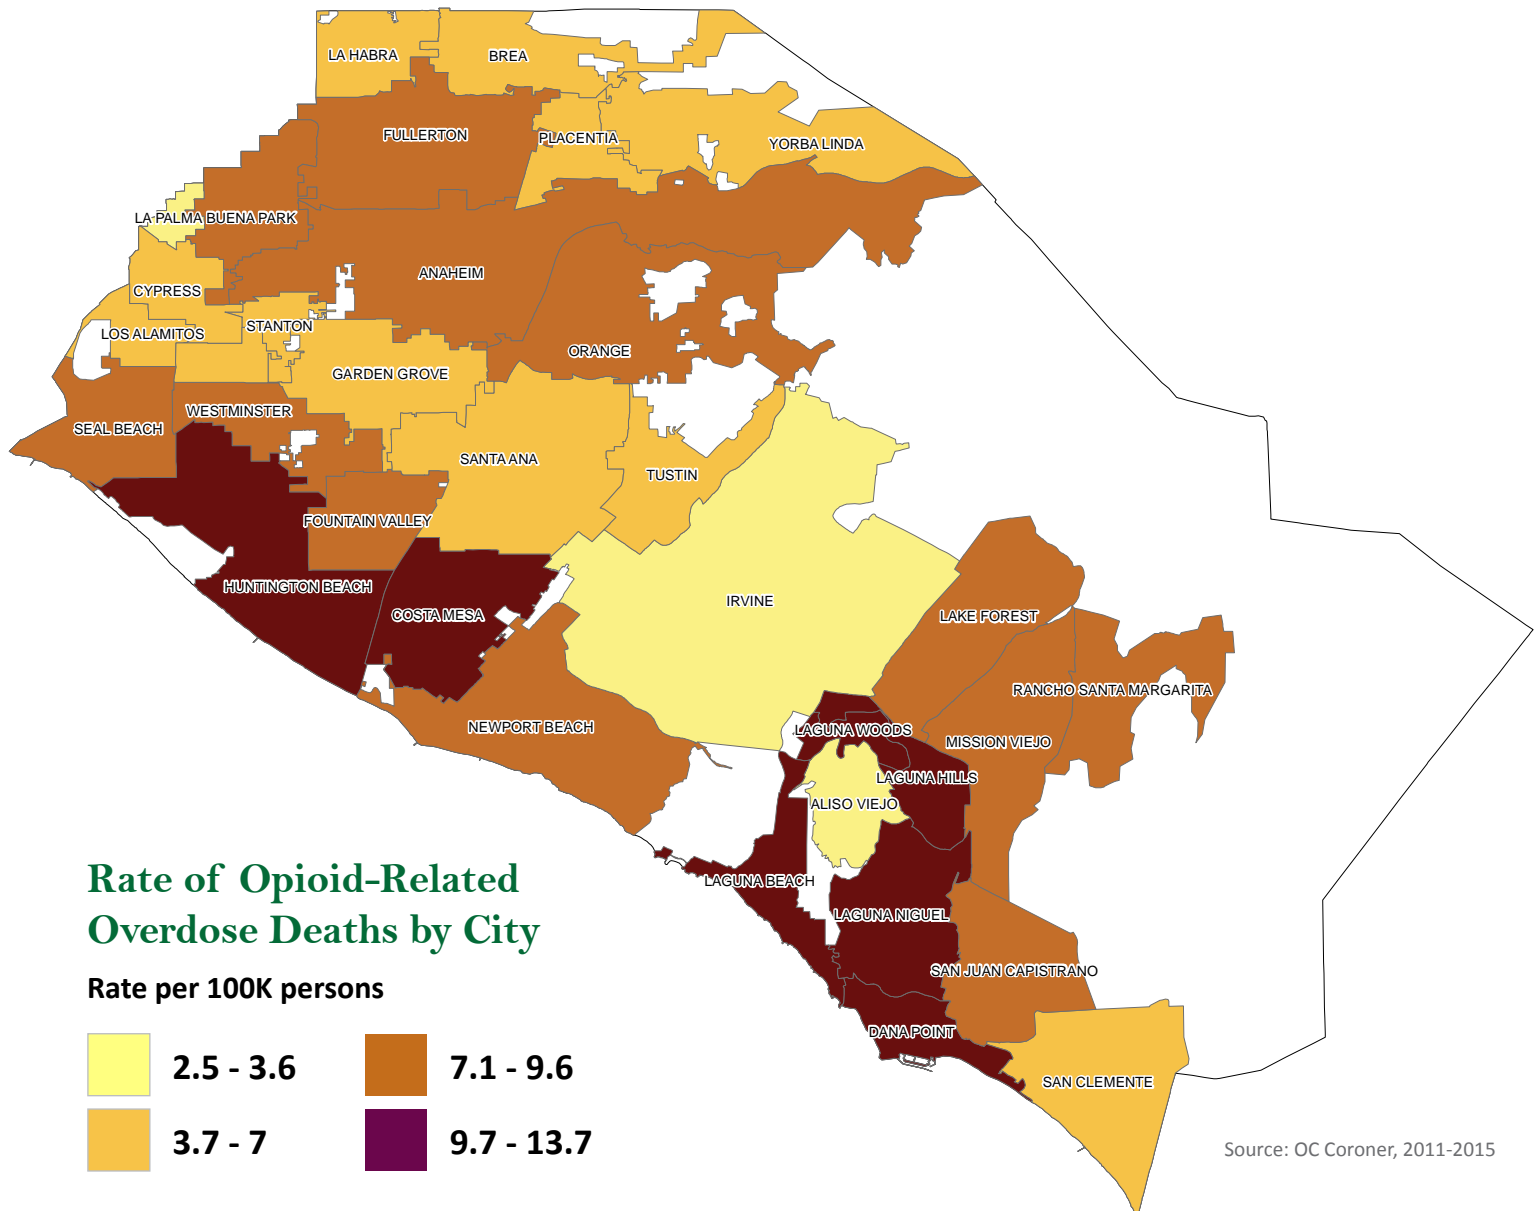 LA HABRA
BREA
FULLERTON
PLACENTIA
YORBA LINDA
LA PALMA
BUENA PARK
ANAHEIM
CYPRESS
LOS ALAMITOS
STANTON
ORANGE
GARDEN GROVE
WESTMINSTER
SEAL BEACH
SANTA ANA
TUSTIN
FOUNTAIN VALLEY
HUNTINGTON BEACH
COSTA MESA
IRVINE
LAKE FOREST
RANCHO SANTA MARGARITA
NEWPORT BEACH
LAGUNA WOODS
MISSION VIEJO
LAGUNA HILLS
ALISO VIEJO
LAGUNA BEACH
LAGUNA NIGUEL
SAN JUAN CAPISTRANO
DANA POINT
SAN CLEMENTE
Rate of Opioid-Related
Overdose Deaths by City
Rate per 100K persons
2.5 - 3.6
7.1 - 9.6
3.7 - 7
9.7 - 13.7
Source: OC Coroner, 2011-2015